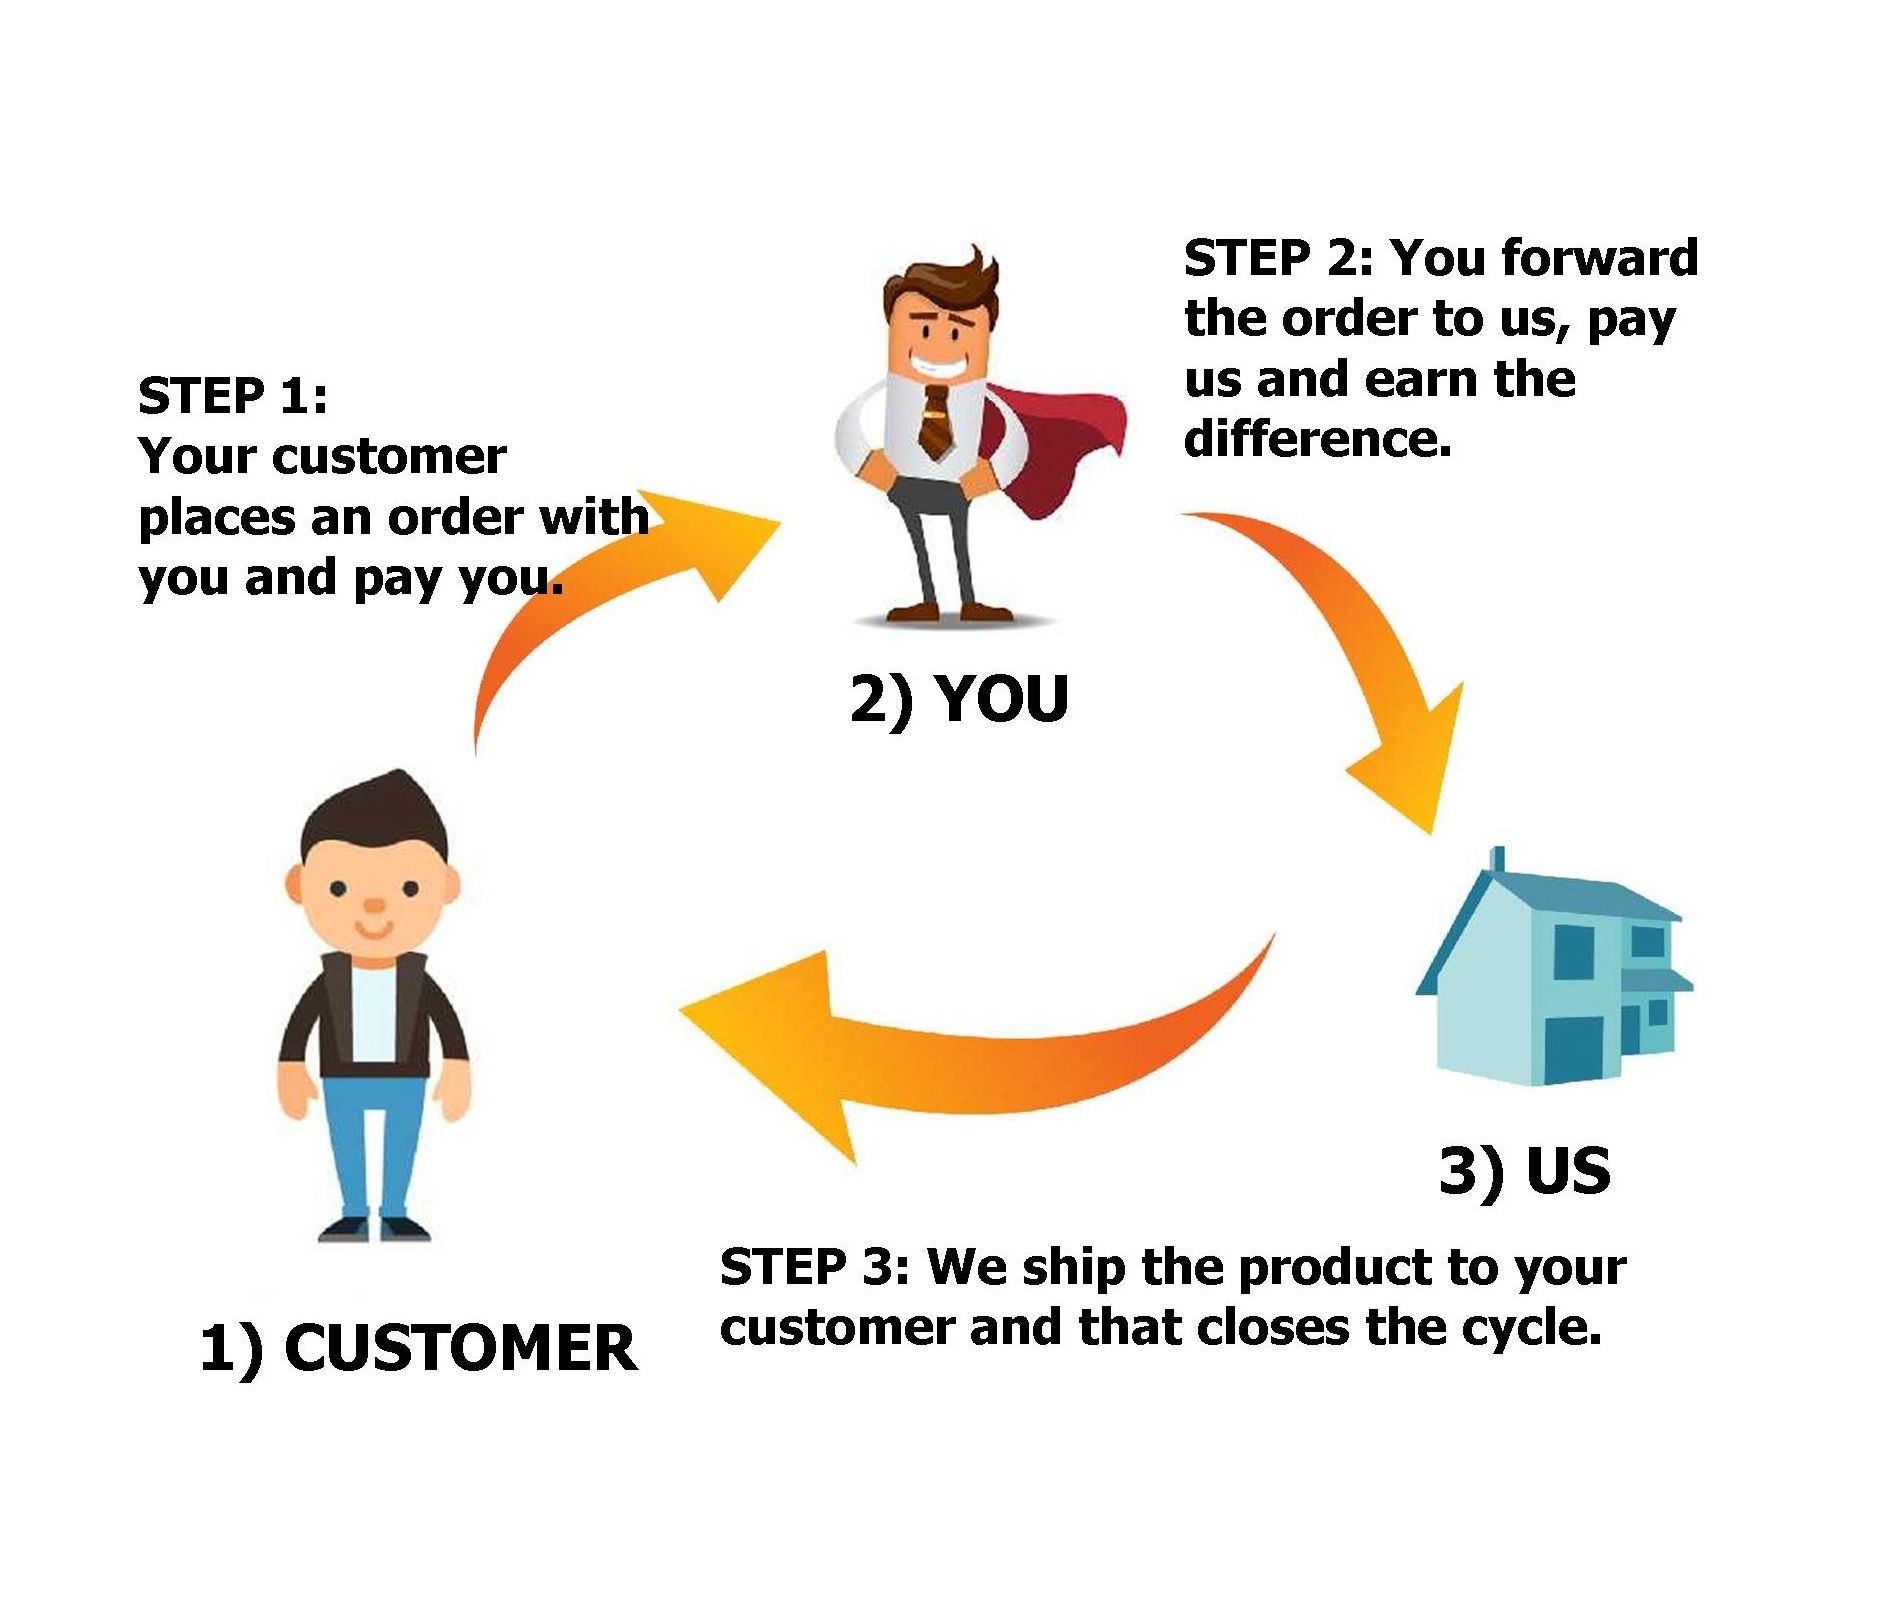 STEP 1:
Your customer
places an order with
you and pay you.
STEP 2: You forward
the order to us, pay
us and earn the
difference.
2) YOU
3) US
STEP 3: We ship the product to your
customer and that closes the cycle.
1) CUSTOMER